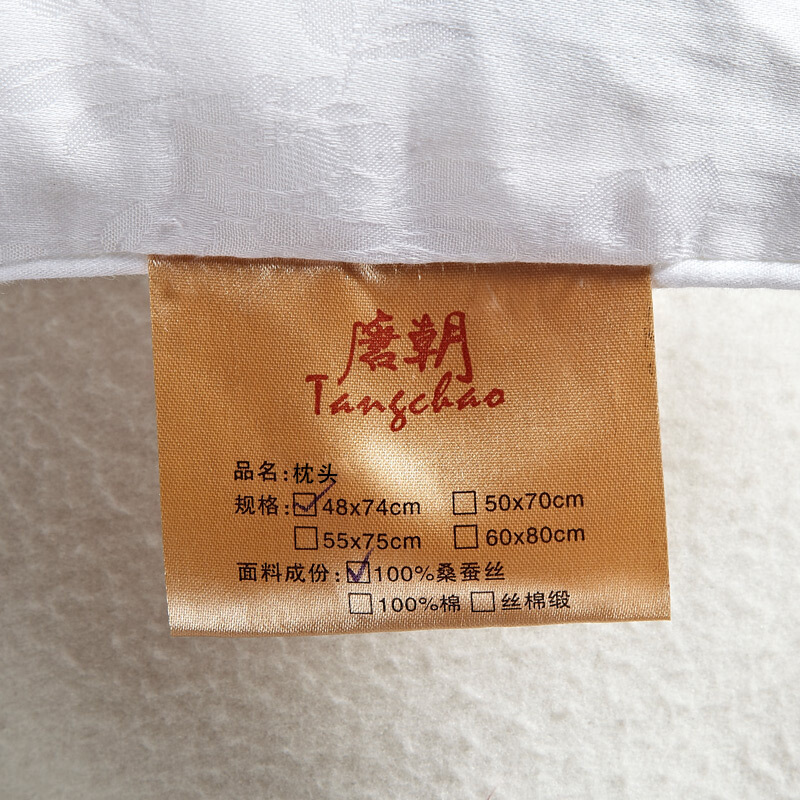 唐朝
Tangchao
品名:枕头
规格:☑48x74cm ☐50x70cm
☐55x75cm ☐60x80cm
面料成份:☑100%桑蚕丝
☐100%棉 ☐丝棉缎